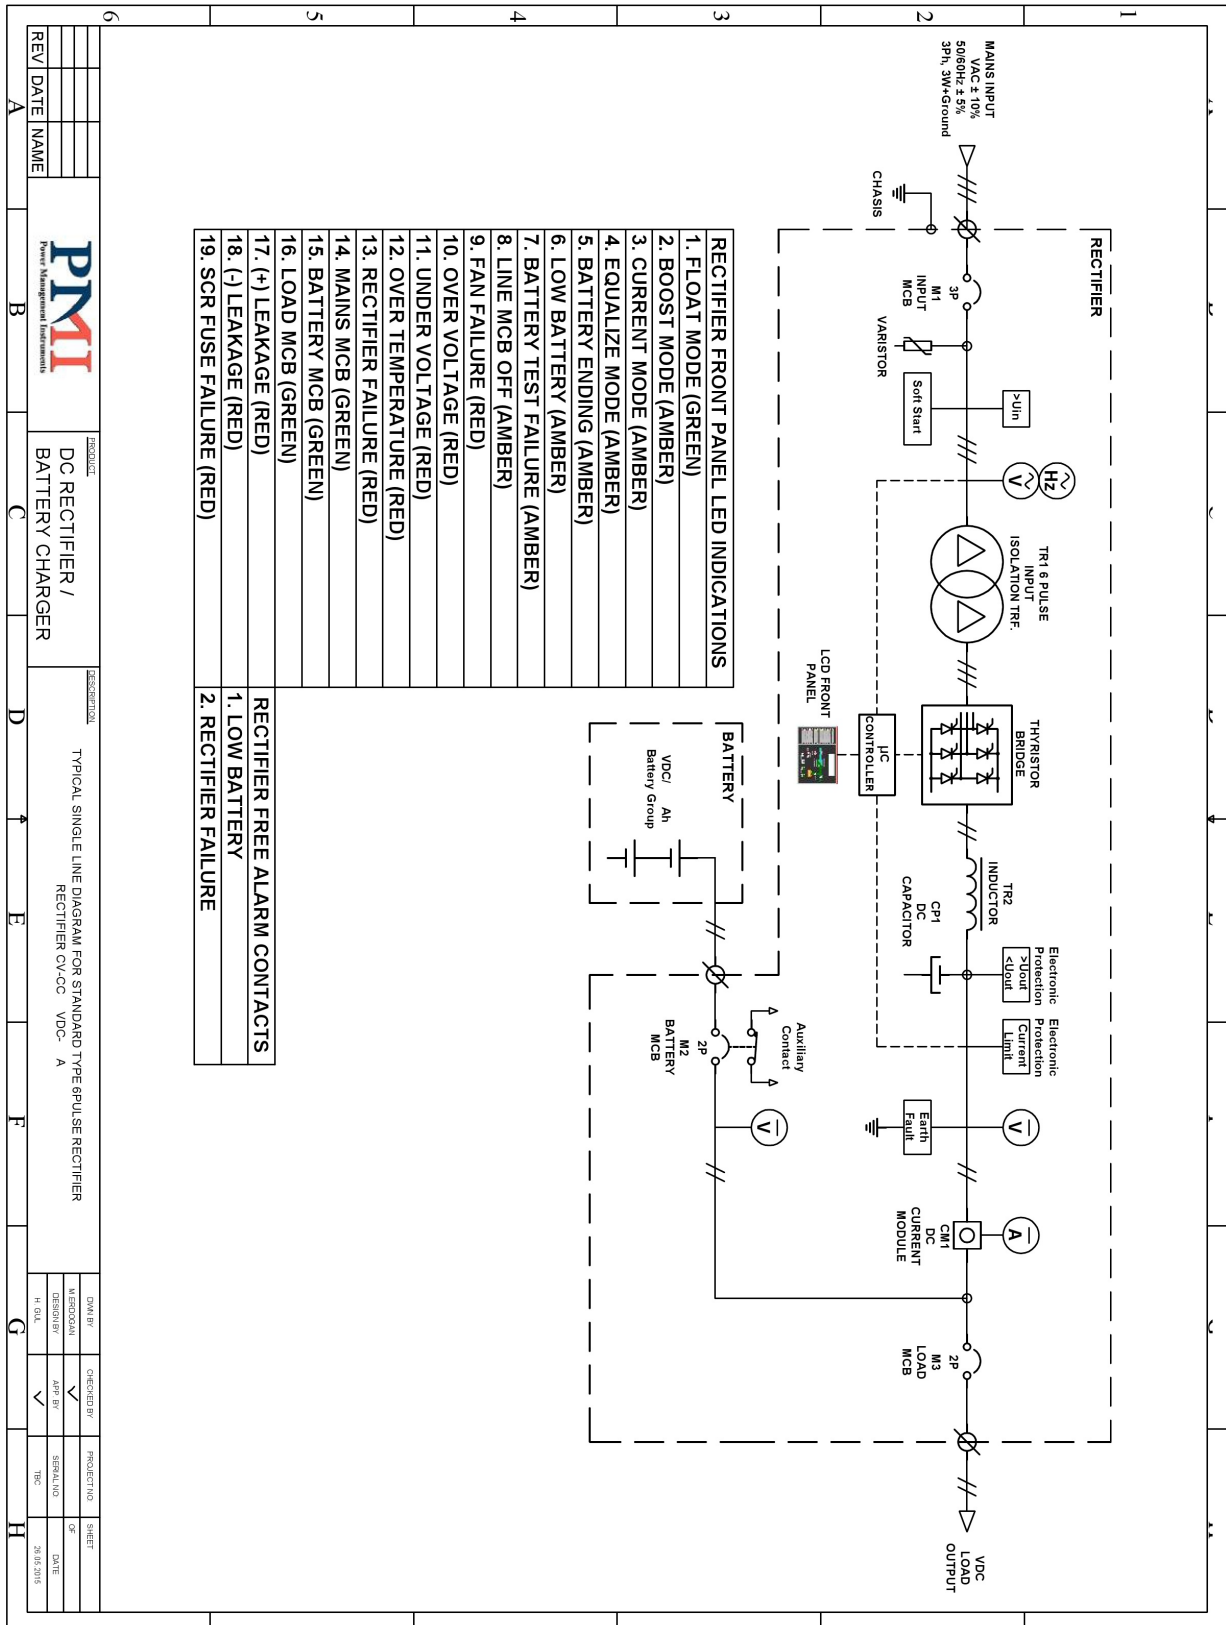 1
2
3
4
5
6
A
B
C
D
E
F
G
H
MAINS INPUT
VAC ± 10%
50/60Hz ± 5%
3Ph, 3W+Ground
CHASIS
RECTIFIER
3P
M1
INPUT
MCB
VARISTOR
>Uin
Soft Start
Hz
V
TR1 6 PULSE
INPUT
ISOLATION TRF.
THYRISTOR
BRIDGE
µC
CONTROLLER
LCD FRONT
PANEL
TR2
INDUCTOR
CP1
DC
CAPACITOR
Electronic
Protection
>Uout
<Uout
Electronic
Protection
Current
Limit
V
Earth
Fault
A
CM1
DC
CURRENT
MODULE
2P
M3
LOAD
MCB
VDC
LOAD
OUTPUT
BATTERY
VDC/ Ah
Battery Group
Auxiliary
Contact
2P
M2
BATTERY
MCB
V
RECTIFIER FRONT PANEL LED INDICATIONS
1. FLOAT MODE (GREEN)
2. BOOST MODE (AMBER)
3. CURRENT MODE (AMBER)
4. EQUALIZE MODE (AMBER)
5. BATTERY ENDING (AMBER)
6. LOW BATTERY (AMBER)
7. BATTERY TEST FAILURE (AMBER)
8. LINE MCB OFF (AMBER)
9. FAN FAILURE (RED)
10. OVER VOLTAGE (RED)
11. UNDER VOLTAGE (RED)
12. OVER TEMPERATURE (RED)
13. RECTIFIER FAILURE (RED)
14. MAINS MCB (GREEN)
15. BATTERY MCB (GREEN)
16. LOAD MCB (GREEN)
17. (+) LEAKAGE (RED)
18. (-) LEAKAGE (RED)
19. SCR FUSE FAILURE (RED)
RECTIFIER FREE ALARM CONTACTS
1. LOW BATTERY
2. RECTIFIER FAILURE
REV DATE NAME
PMI
Power Management Instruments
PRODUCT
DC RECTIFIER /
BATTERY CHARGER
DESCRIPTION
TYPICAL SINGLE LINE DIAGRAM FOR STANDARD TYPE 6PULSE RECTIFIER
RECTIFIER CV-CC VDC- A
DWN BY
M.ERDOGAN
DESIGN BY
H. GUL
CHECKED BY
APP. BY
PROJECT NO
SERIAL NO
TBC
SHEET
OF
DATE
26.05.2015